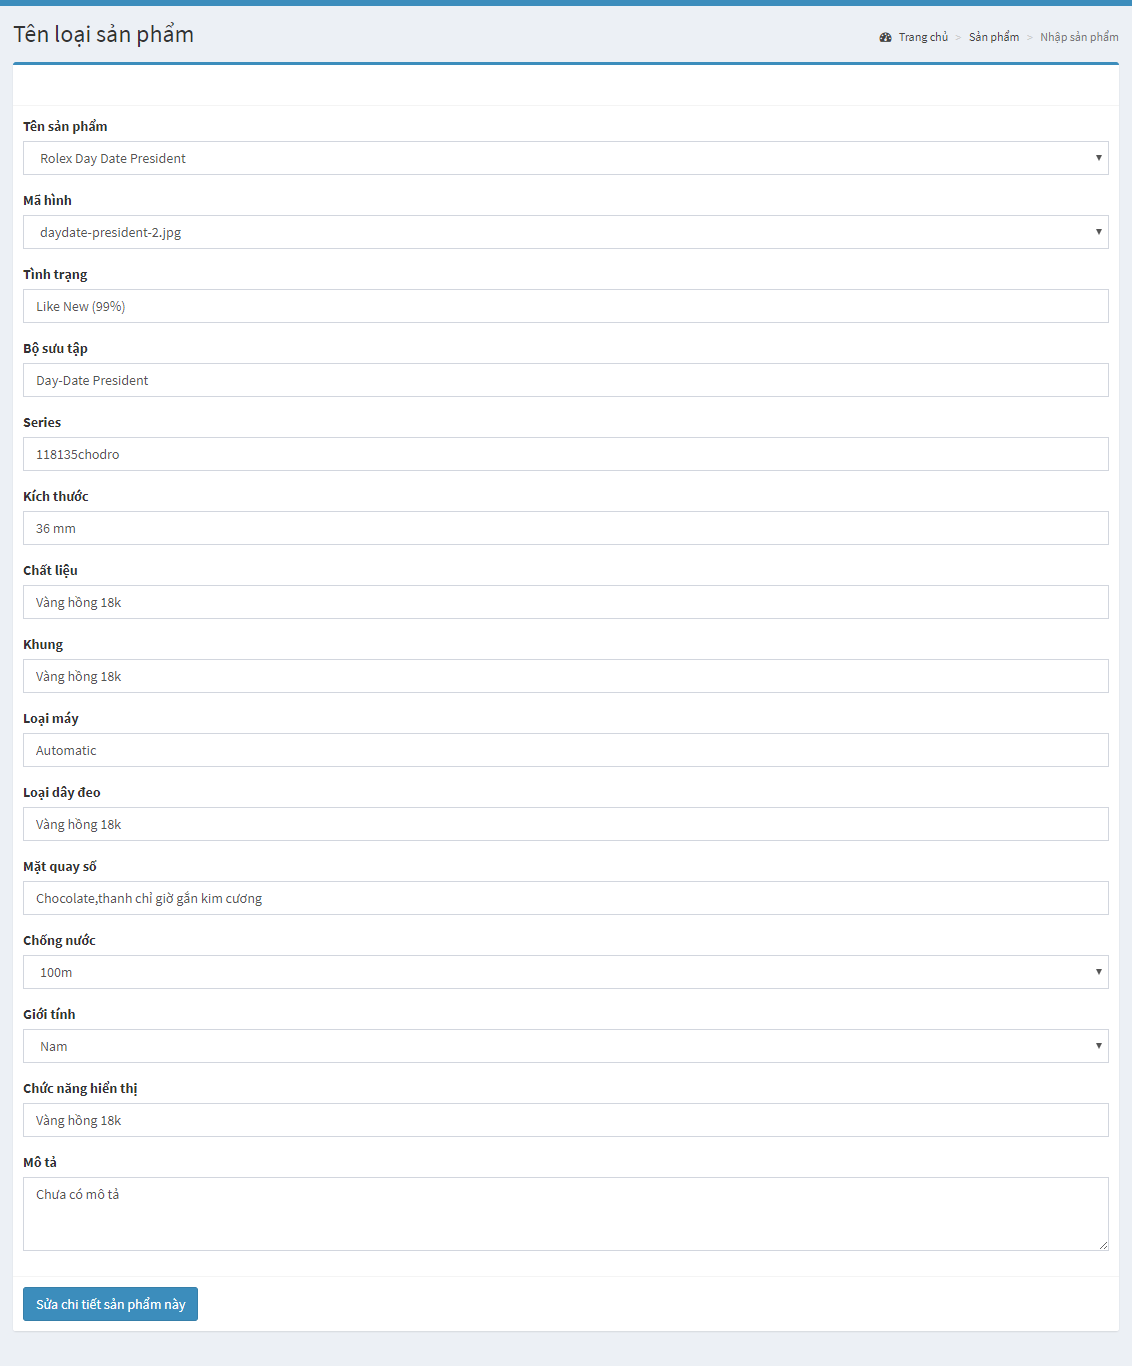 Tên loại sản phẩm
Trang chủ > Sản phẩm > Nhập sản phẩm
Tên sản phẩm
Rolex Day Date President
Mã hình
daydate-president-2.jpg
Tình trạng
Like New (99%)
Bộ sưu tập
Day-Date President
Series
118135chodro
Kích thước
36 mm
Chất liệu
Vàng hồng 18k
Khung
Vàng hồng 18k
Loại máy
Automatic
Loại dây đeo
Vàng hồng 18k
Mặt quay số
Chocolate,thanh chỉ giờ gắn kim cương
Chống nước
100m
Giới tính
Nam
Chức năng hiển thị
Vàng hồng 18k
Mô tả
Chưa có mô tả
Sửa chi tiết sản phẩm này